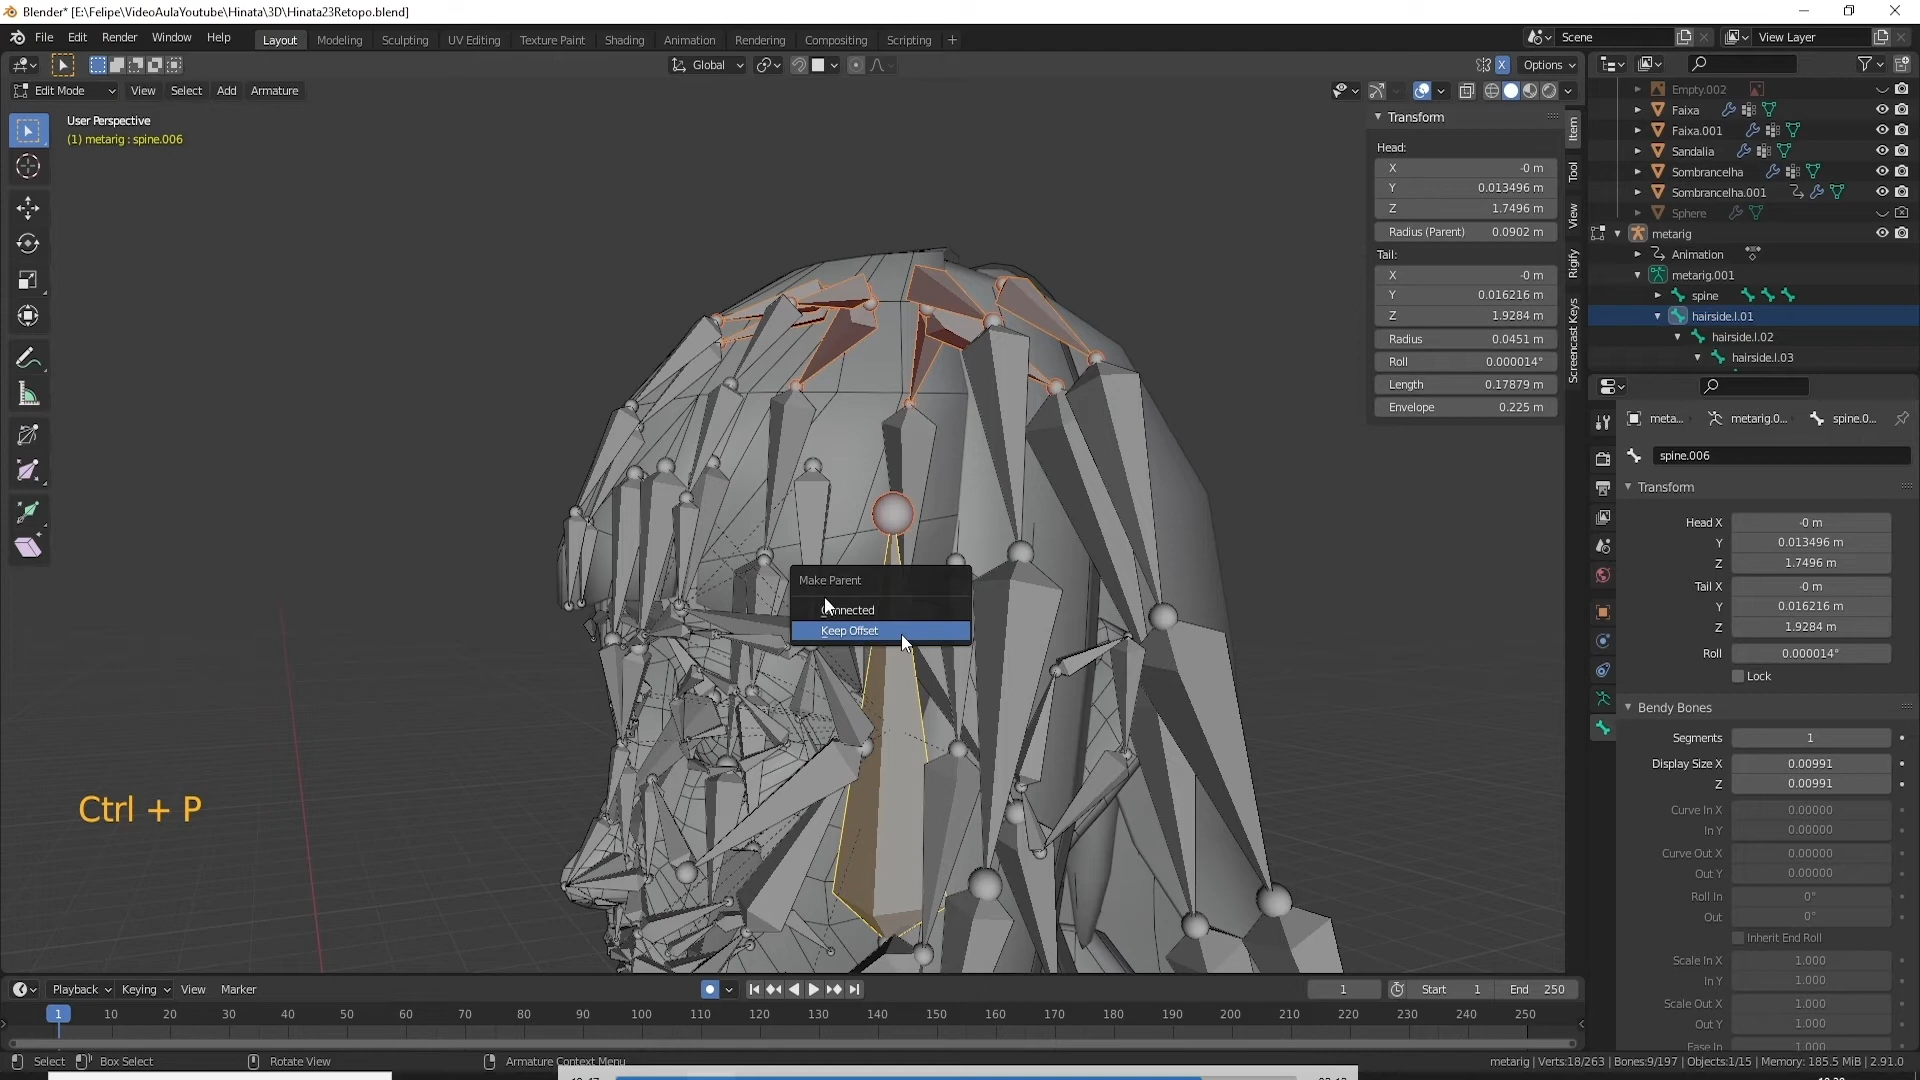 Blender* [E:\Felipe\VideoAulaYoutube\Hinata\3D\Hinata23Retopo.blend]
File Edit Render Window Help Layout Modeling Sculpting UV Editing Texture Paint Shading Animation Rendering Compositing Scripting Scene View Layer
Global X Options
Edit Mode View Select Add Armature
User Perspective
(1) metarig : spine.006
Transform
Head:
X -0 m
Y 0.013496 m
Z 1.7496 m
Radius (Parent) 0.0902 m
Tail:
X -0 m
Y 0.016216 m
Z 1.9284 m
Radius 0.0451 m
Roll 0.000014°
Length 0.17879 m
Envelope 0.225 m
Item
Tool
View
Rigify
Screencast Keys
Empty.002
Faixa
Faixa.001
Sandalia
Sombrancelha
Sombrancelha.001
Sphere
metarig
Animation
metarig.001
spine
hairside.l.01
hairside.l.02
hairside.l.03
meta... metarig.0... spine.0...
spine.006
Transform
Head X -0 m
Y 0.013496 m
Z 1.7496 m
Tail X -0 m
Y 0.016216 m
Z 1.9284 m
Roll 0.000014°
Lock
Bendy Bones
Segments 1
Display Size X 0.00991
Z 0.00991
Curve In X 0.00000
In Y 0.00000
Curve Out X 0.00000
Out Y 0.00000
Roll In 0°
Out 0°
Inherit End Roll
Scale In X 1.000
In Y 1.000
Scale Out X 1.000
Out Y 1.000
Ease In 1.000
Make Parent
Connected
Keep Offset
Ctrl + P
Playback Keying View Marker 1 Start 1 End 250
1 10 20 30 40 50 60 70 80 90 100 110 120 130 140 150 160 170 180 190 200 210 220 230 240 250
Select Box Select Rotate View Armature Context Menu metarig | Verts:18/263 | Bones:9/197 | Objects:1/15 | Memory: 185.5 MiB | 2.91.0